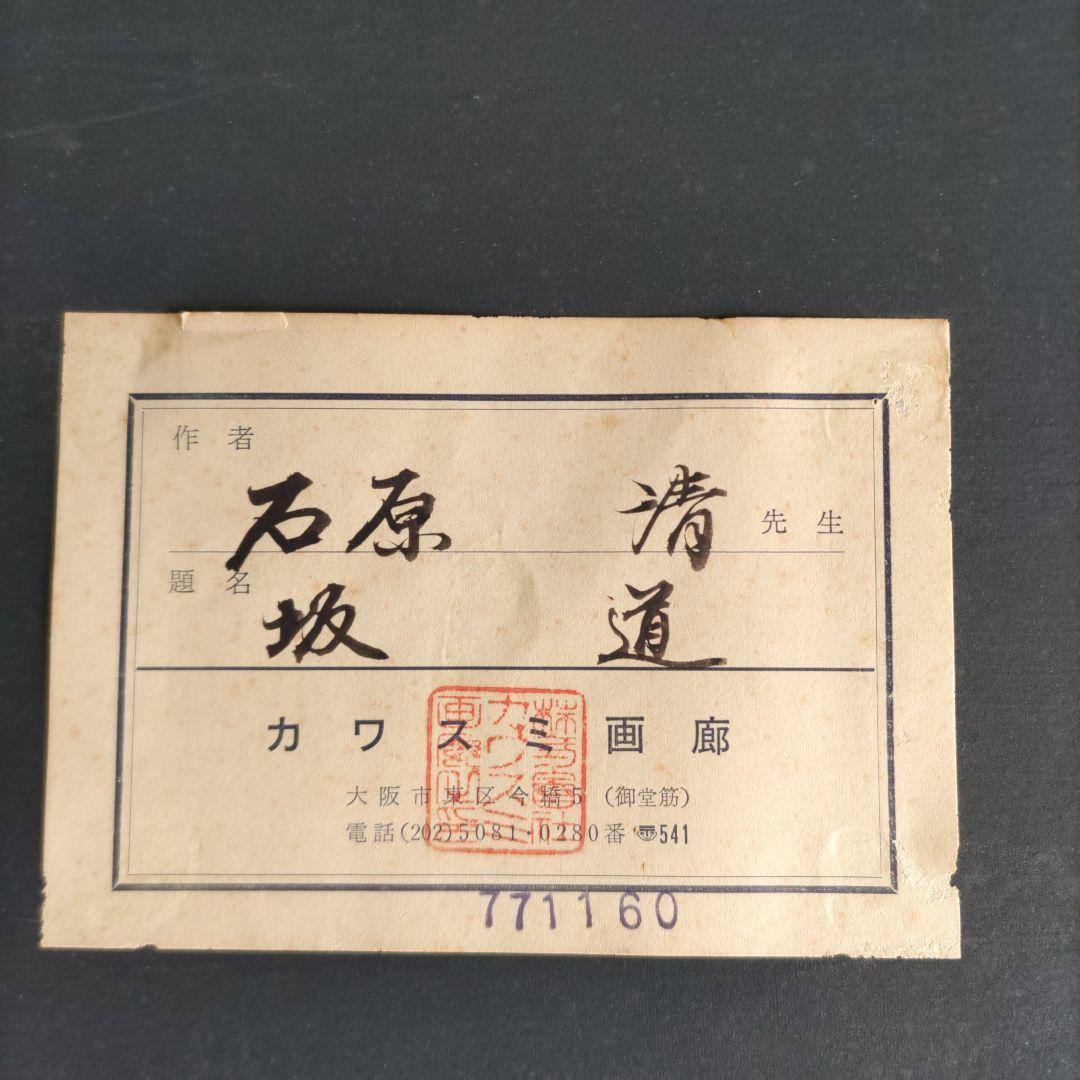 作者
石原 清 先生
題名
坂 道
カワスミ画廊
大阪市東区今橋5(御堂筋)
電話(202)5081・0280番 〠541
771160